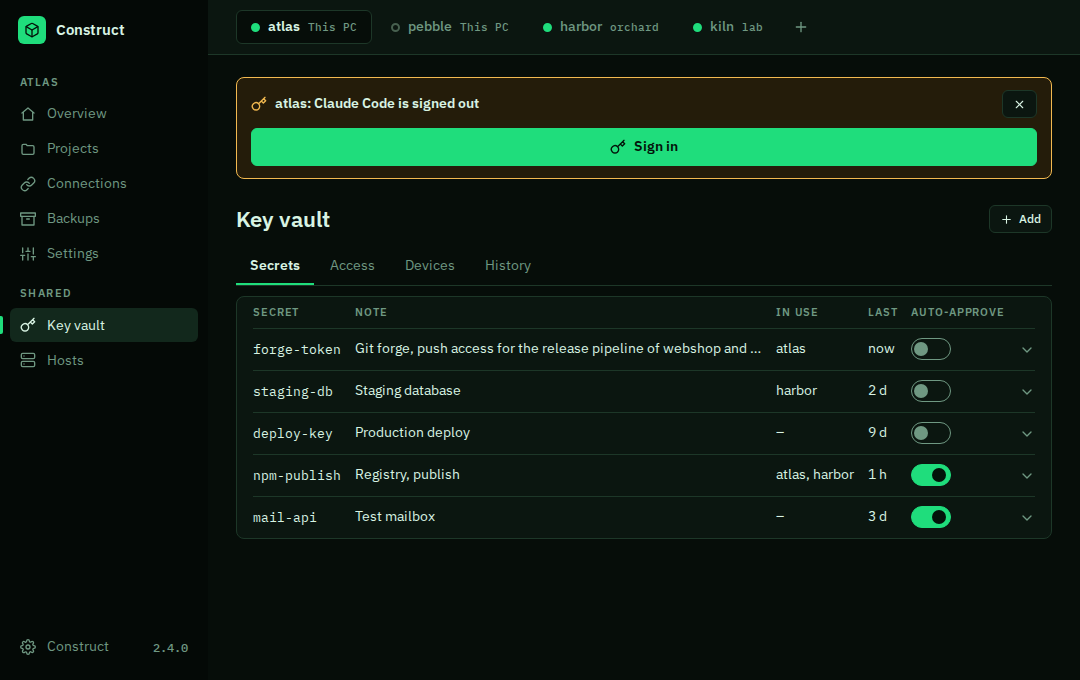 Construct
atlas This PC
pebble This PC
harbor orchard
kiln lab
ATLAS
Overview
Projects
Connections
Backups
Settings
SHARED
Key vault
Hosts
Construct 2.4.0
atlas: Claude Code is signed out
Sign in
Key vault
Add
Secrets Access Devices History
SECRET NOTE IN USE LAST AUTO-APPROVE
forge-token Git forge, push access for the release pipeline of webshop and ... atlas now
staging-db Staging database harbor 2 d
deploy-key Production deploy – 9 d
npm-publish Registry, publish atlas, harbor 1 h
mail-api Test mailbox – 3 d